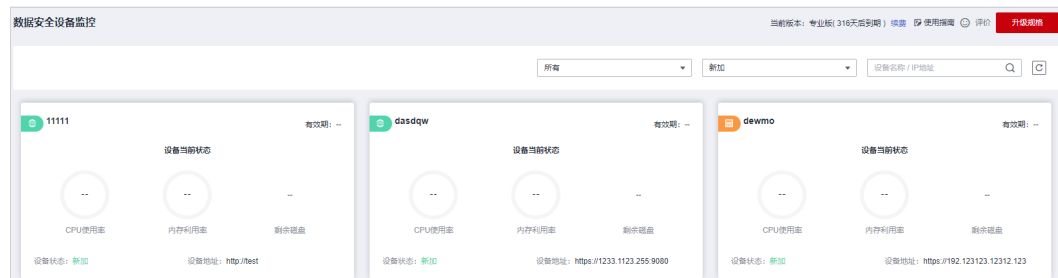 数据安全设备监控 当前版本：专业版( 316天后到期 ) 续费 使用指南 评价 升级规格
所有 新加 设备名称 / IP地址
11111 有效期：-- dasdqw 有效期：-- dewmo 有效期：--
设备当前状态 设备当前状态 设备当前状态
-- -- -- -- -- -- -- -- --
CPU使用率 内存利用率 剩余磁盘 CPU使用率 内存利用率 剩余磁盘 CPU使用率 内存利用率 剩余磁盘
设备状态：新加 设备地址：http://test 设备状态：新加 设备地址：https://1233.1123.255:9080 设备状态：新加 设备地址：https://192.123123.12312.123